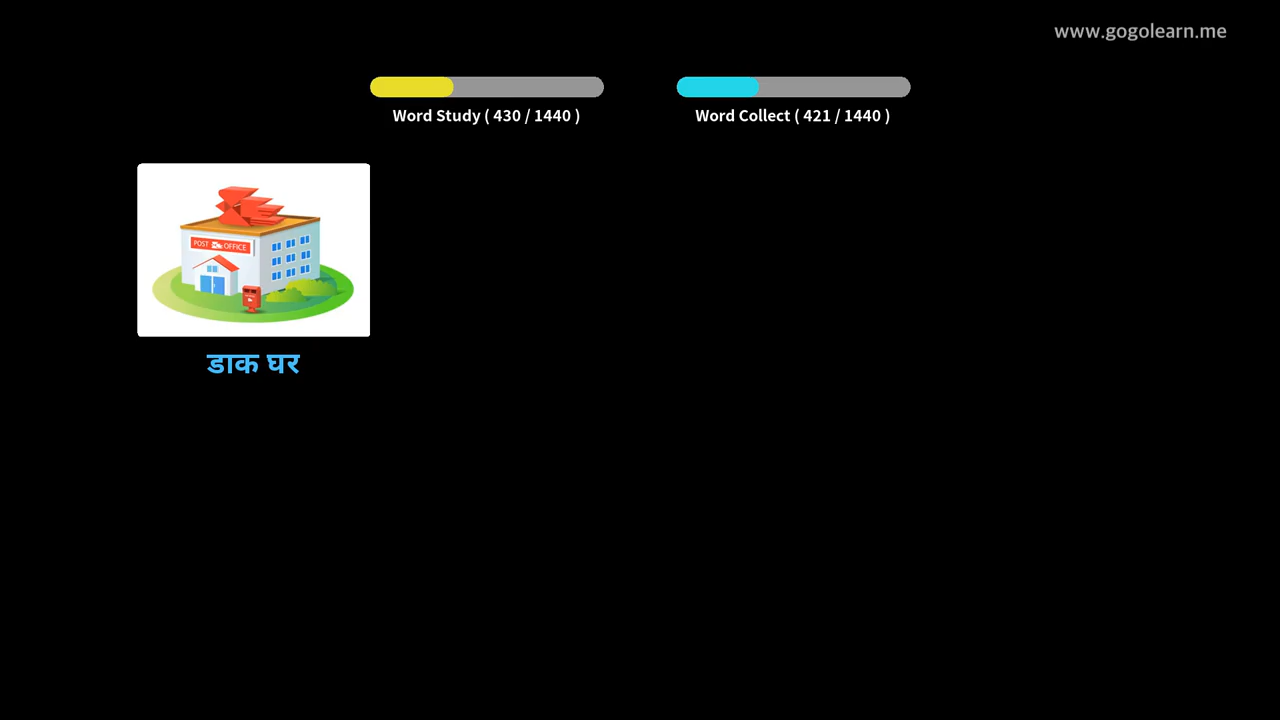 www.gogolearn.me
Word Study ( 430 / 1440 )
Word Collect ( 421 / 1440 )
POST OFFICE
डाक घर